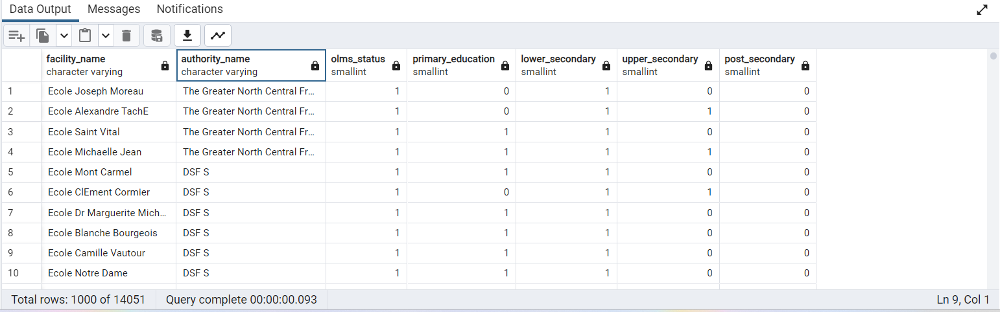 Data Output Messages Notifications
facility_name authority_name olms_status primary_education lower_secondary upper_secondary post_secondary
character varying character varying smallint smallint smallint smallint smallint
1 Ecole Joseph Moreau The Greater North Central Fr... 1 0 1 0 0
2 Ecole Alexandre TachE The Greater North Central Fr... 1 0 1 1 0
3 Ecole Saint Vital The Greater North Central Fr... 1 1 1 0 0
4 Ecole Michaelle Jean The Greater North Central Fr... 1 1 1 1 0
5 Ecole Mont Carmel DSF S 1 1 1 0 0
6 Ecole ClEment Cormier DSF S 1 0 1 1 0
7 Ecole Dr Marguerite Mich... DSF S 1 1 1 0 0
8 Ecole Blanche Bourgeois DSF S 1 1 1 0 0
9 Ecole Camille Vautour DSF S 1 1 1 0 0
10 Ecole Notre Dame DSF S 1 1 1 0 0
Total rows: 1000 of 14051 Query complete 00:00:00.093 Ln 9, Col 1